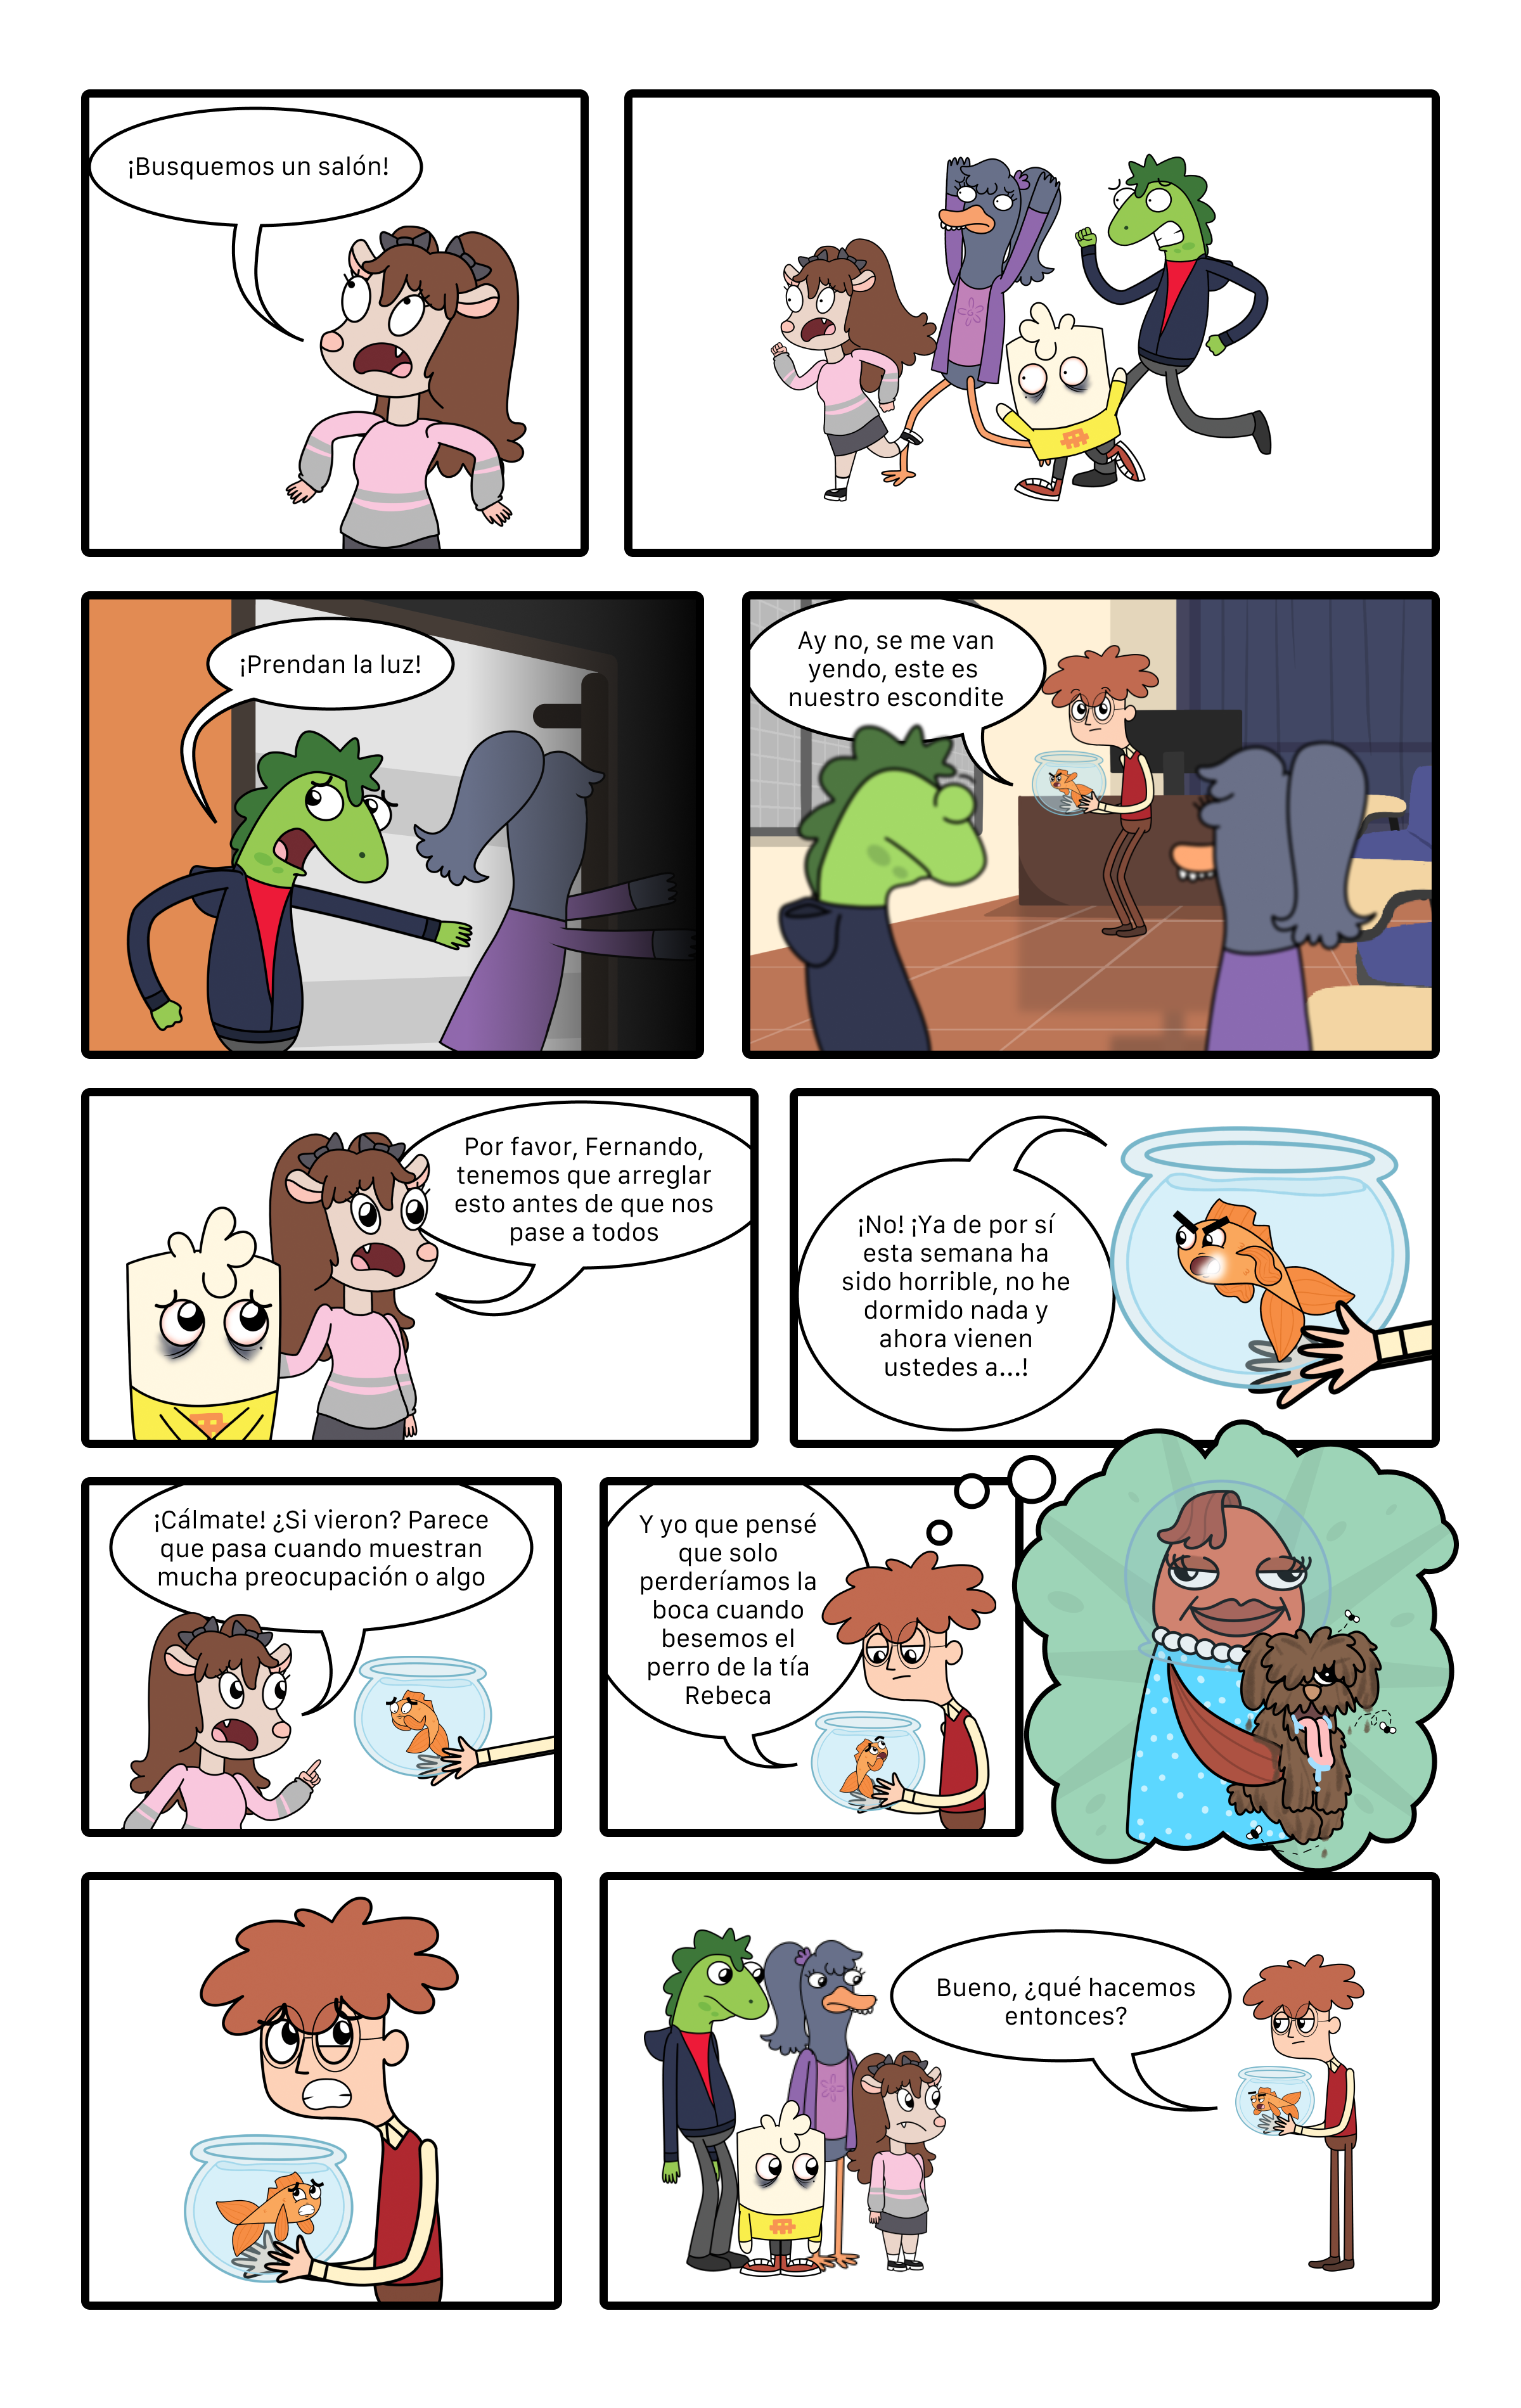 ¡Busquemos un salón!
¡Prendan la luz!
Ay no, se me van
yendo, este es
nuestro escondite
Por favor, Fernando,
tenemos que arreglar
esto antes de que nos
pase a todos
¡No! ¡Ya de por sí
esta semana ha
sido horrible, no he
dormido nada y
ahora vienen
ustedes a...!
¡Cálmate! ¿Si vieron? Parece
que pasa cuando muestran
mucha preocupación o algo
Y yo que pensé
que solo
perderíamos la
boca cuando
besemos el
perro de la tía
Rebeca
Bueno, ¿qué hacemos
entonces?